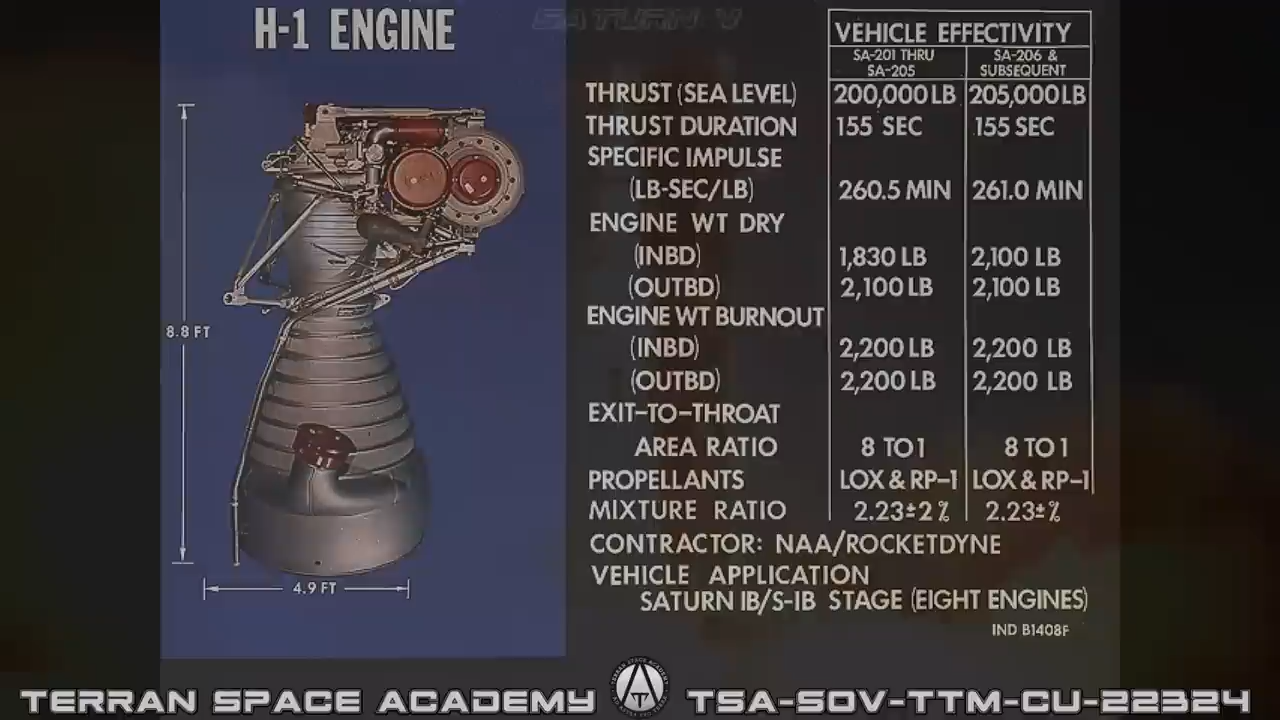 H-1 ENGINE
SATURN V
VEHICLE EFFECTIVITY
SA-201 THRU SA-205
SA-206 & SUBSEQUENT
THRUST (SEA LEVEL) 200,000 LB 205,000 LB
THRUST DURATION 155 SEC 155 SEC
SPECIFIC IMPULSE
(LB-SEC/LB) 260.5 MIN 261.0 MIN
ENGINE WT DRY
(INBD) 1,830 LB 2,100 LB
(OUTBD) 2,100 LB 2,100 LB
ENGINE WT BURNOUT
(INBD) 2,200 LB 2,200 LB
(OUTBD) 2,200 LB 2,200 LB
EXIT-TO-THROAT
AREA RATIO 8 TO 1 8 TO 1
PROPELLANTS LOX & RP-1 LOX & RP-1
MIXTURE RATIO 2.23±2% 2.23±%
CONTRACTOR: NAA/ROCKETDYNE
VEHICLE APPLICATION
SATURN IB/S-IB STAGE (EIGHT ENGINES)
IND B1408F
8.8 FT
4.9 FT
TERRAN SPACE ACADEMY
TSA-SOV-TTM-CU-22324